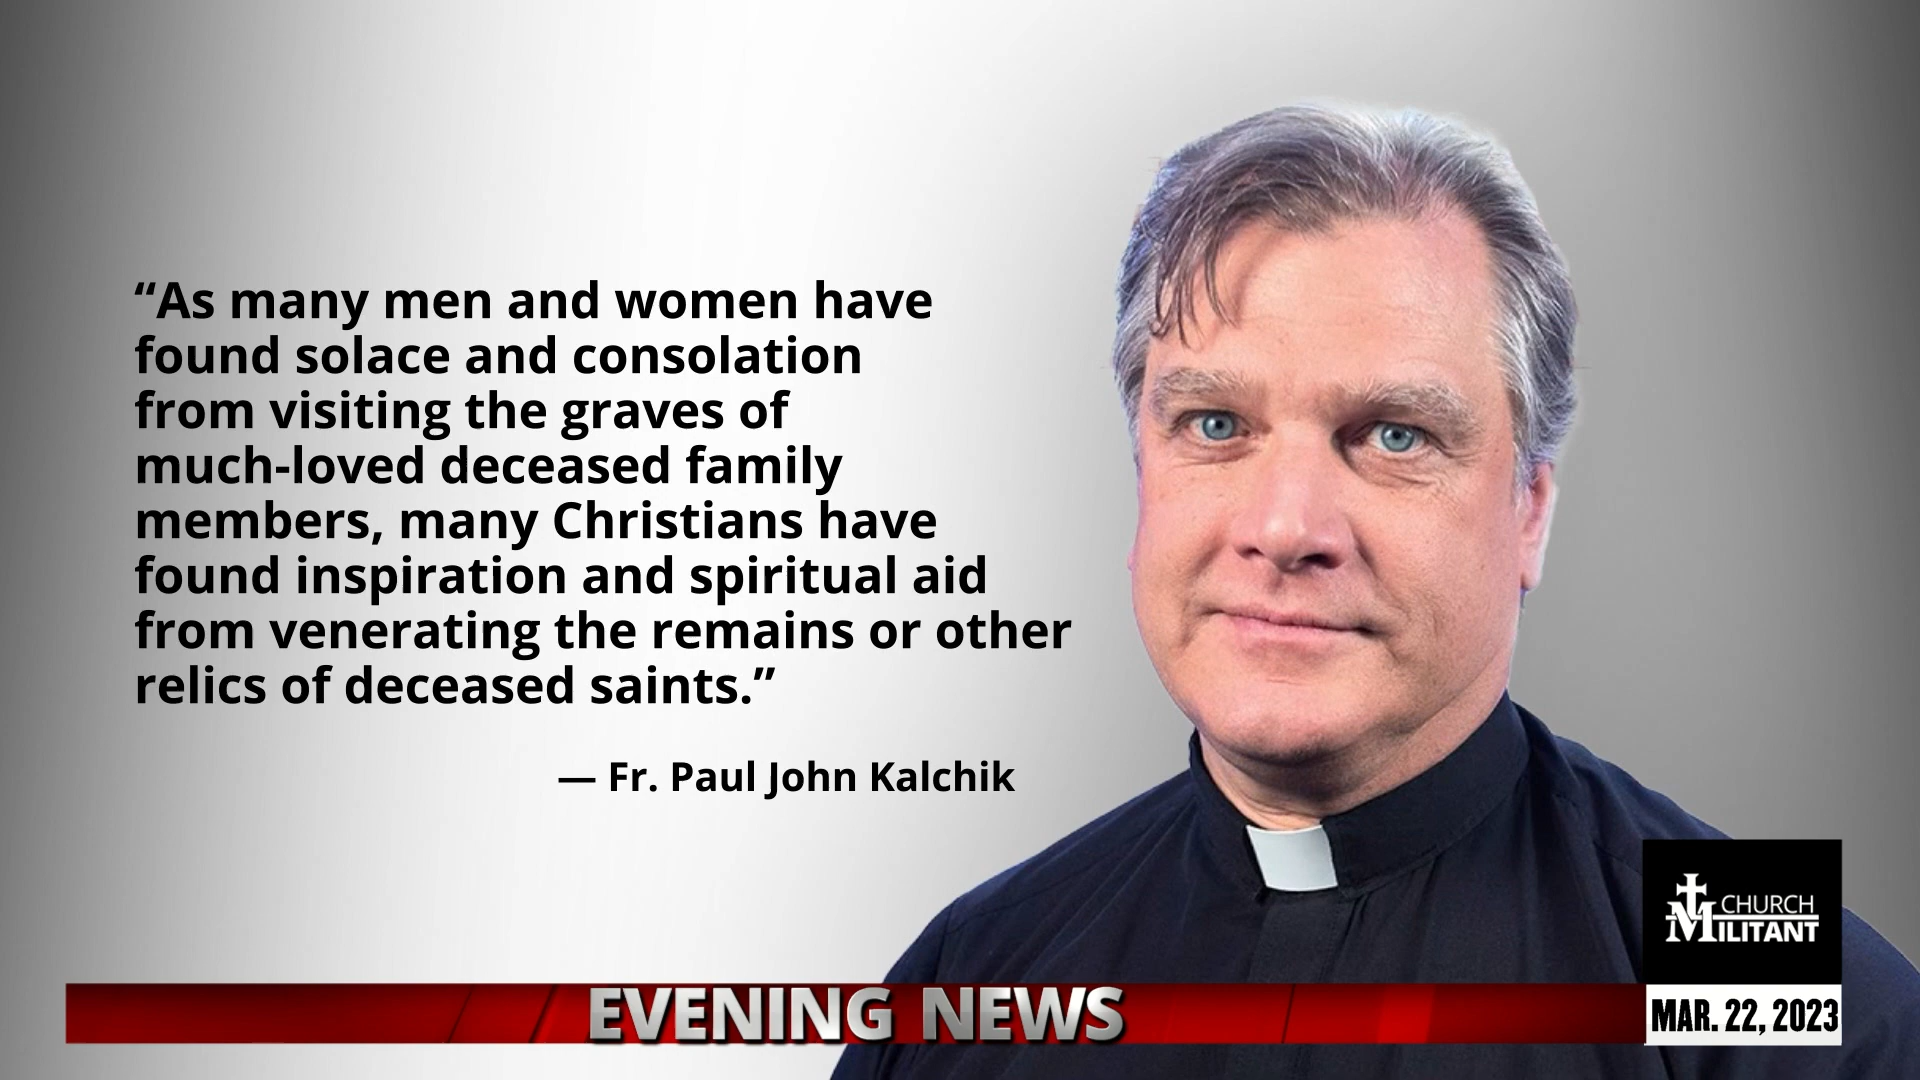 “As many men and women have
found solace and consolation
from visiting the graves of
much-loved deceased family
members, many Christians have
found inspiration and spiritual aid
from venerating the remains or other
relics of deceased saints.”
— Fr. Paul John Kalchik
CHURCH
MILITANT
EVENING NEWS
MAR. 22, 2023